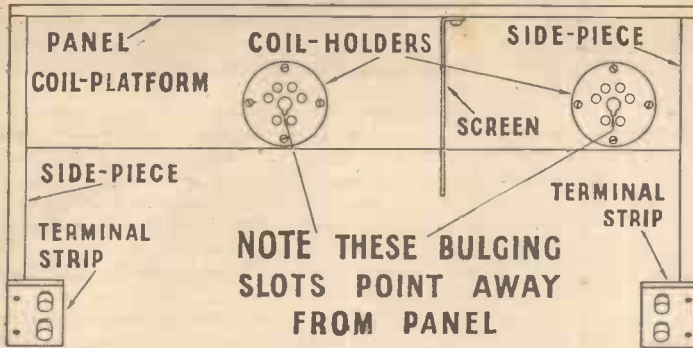 PANEL
COIL-HOLDERS
SIDE-PIECE
COIL-PLATFORM
SCREEN
SIDE-PIECE
TERMINAL
STRIP
TERMINAL
STRIP
NOTE THESE BULGING
SLOTS POINT AWAY
FROM PANEL